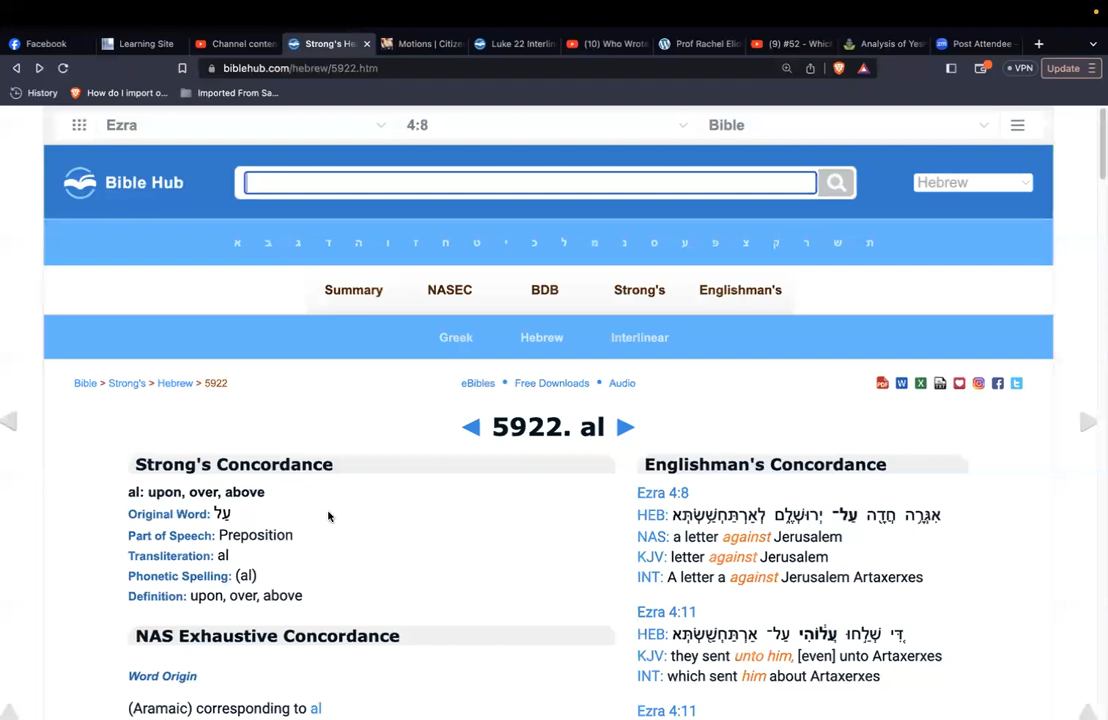 Facebook Learning Site Channel conten Strong's He Motions | Citize Luke 22 Interlin (10) Who Wrote Prof Rachel Elio (9) #52 - Which Analysis of Yesh Post Attendee -
biblehub.com/hebrew/5922.htm VPN Update
History How do I import o... Imported From Sa...
Ezra 4:8 Bible
Bible Hub Hebrew
א ב ג ד ה ו ז ח ט י כ ל מ נ ס ע פ צ ק ר ש ת
Summary NASEC BDB Strong's Englishman's
Greek Hebrew Interlinear
Bible > Strong's > Hebrew > 5922 eBibles • Free Downloads • Audio
◄ 5922. al ►
Strong's Concordance
al: upon, over, above
Original Word: עַל
Part of Speech: Preposition
Transliteration: al
Phonetic Spelling: (al)
Definition: upon, over, above
NAS Exhaustive Concordance
Word Origin
(Aramaic) corresponding to al
Englishman's Concordance
Ezra 4:8
HEB: אִגְּרָ֥ה חֲדָ֖ה עַל־ יְרוּשְׁלֶ֑ם לְאַרְתַּחְשַׁ֥שְׂתְּא
NAS: a letter against Jerusalem
KJV: letter against Jerusalem
INT: A letter a against Jerusalem Artaxerxes
Ezra 4:11
HEB: דִּ֚י שְׁלַ֣חוּ עֲל֔וֹהִי עַל־ אַרְתַּחְשַׁ֖שְׂתְּא
KJV: they sent unto him, [even] unto Artaxerxes
INT: which sent him about Artaxerxes
Ezra 4:11